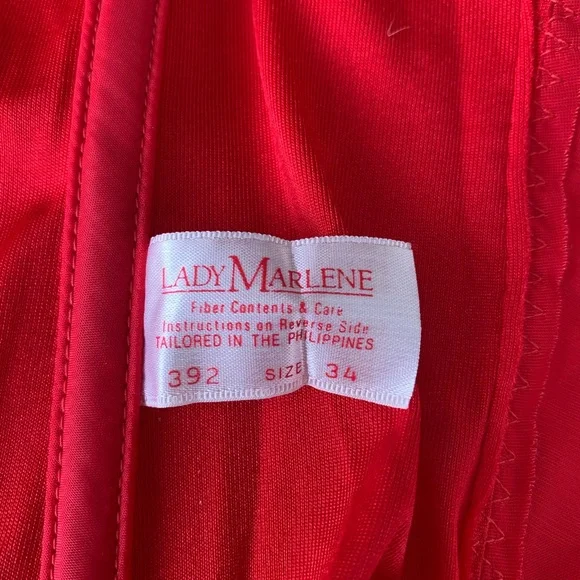 LADY MARLENE
Fiber Contents & Care
Instructions on Reverse Side
TAILORED IN THE PHILIPPINES
392 SIZE 34